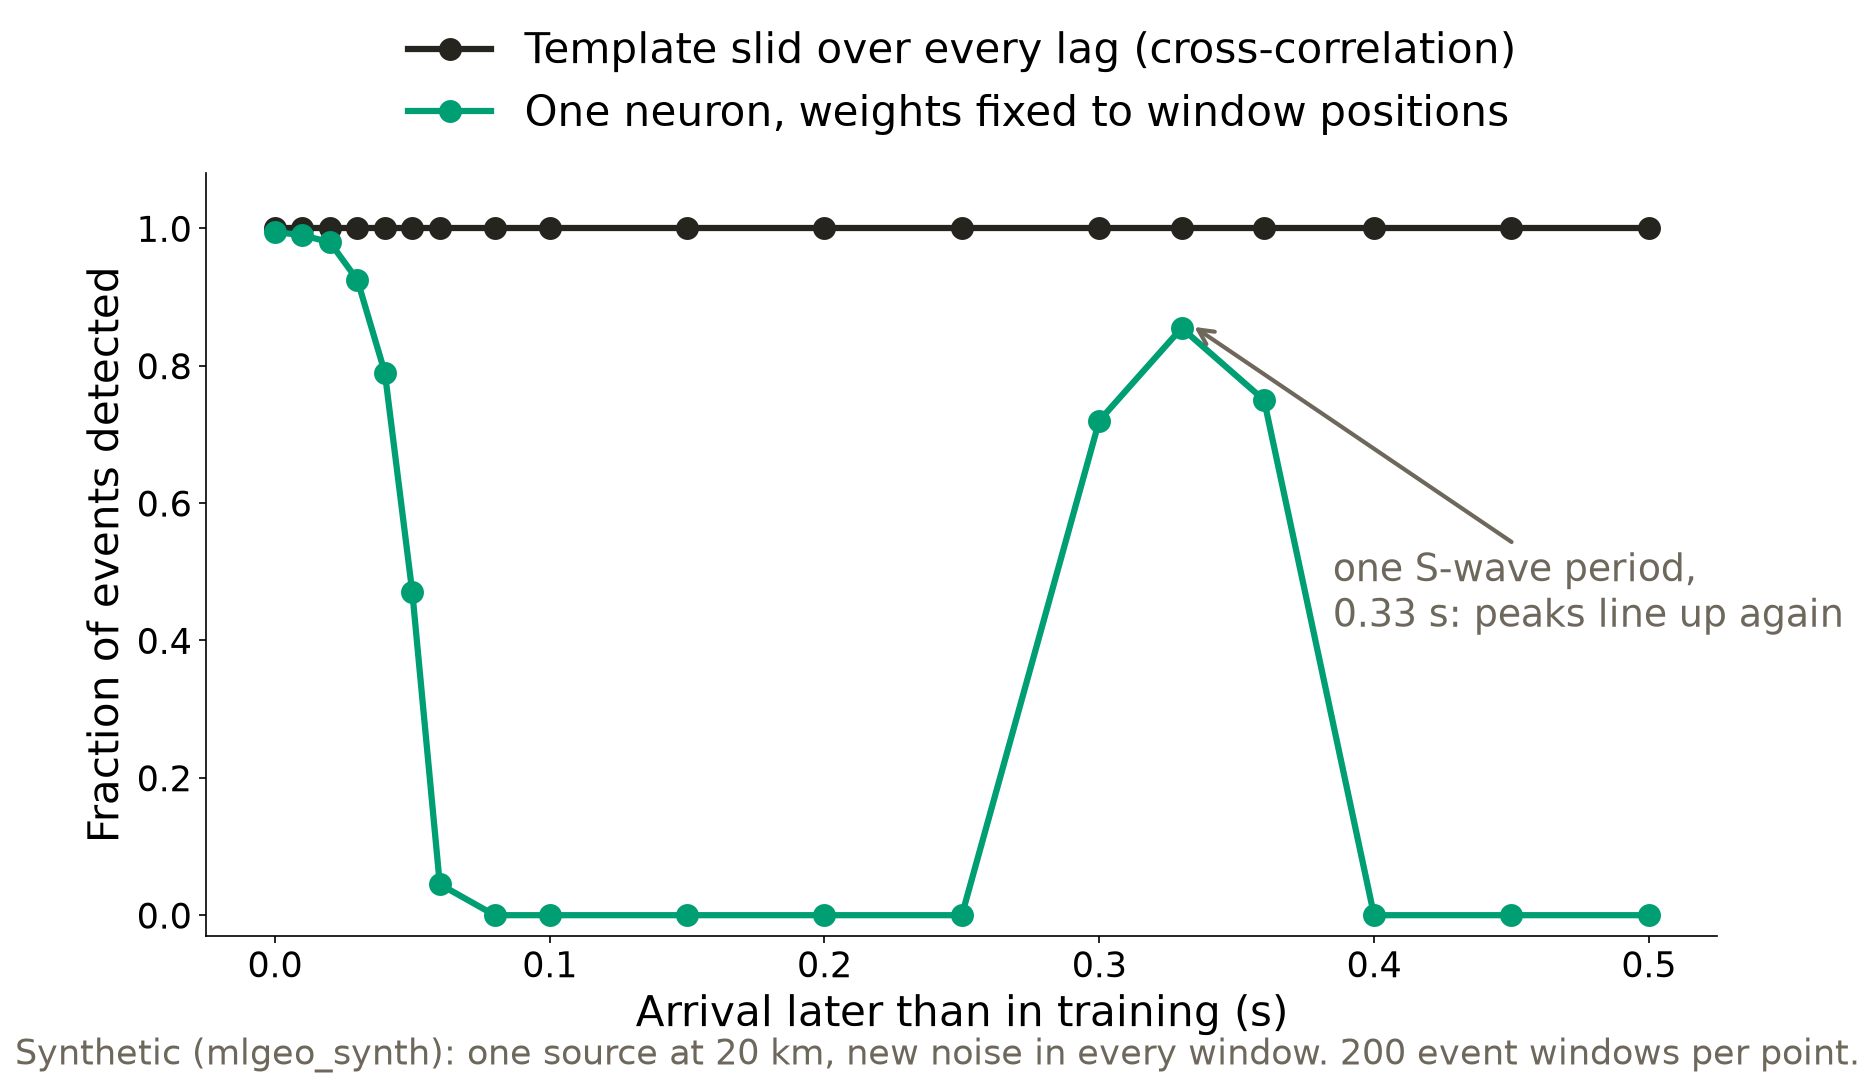 Template slid over every lag (cross-correlation)
One neuron, weights fixed to window positions
Fraction of events detected
1.0
0.8
0.6
0.4
0.2
0.0
one S-wave period,
0.33 s: peaks line up again
0.0 0.1 0.2 0.3 0.4 0.5
Arrival later than in training (s)
Synthetic (mlgeo_synth): one source at 20 km, new noise in every window. 200 event windows per point.